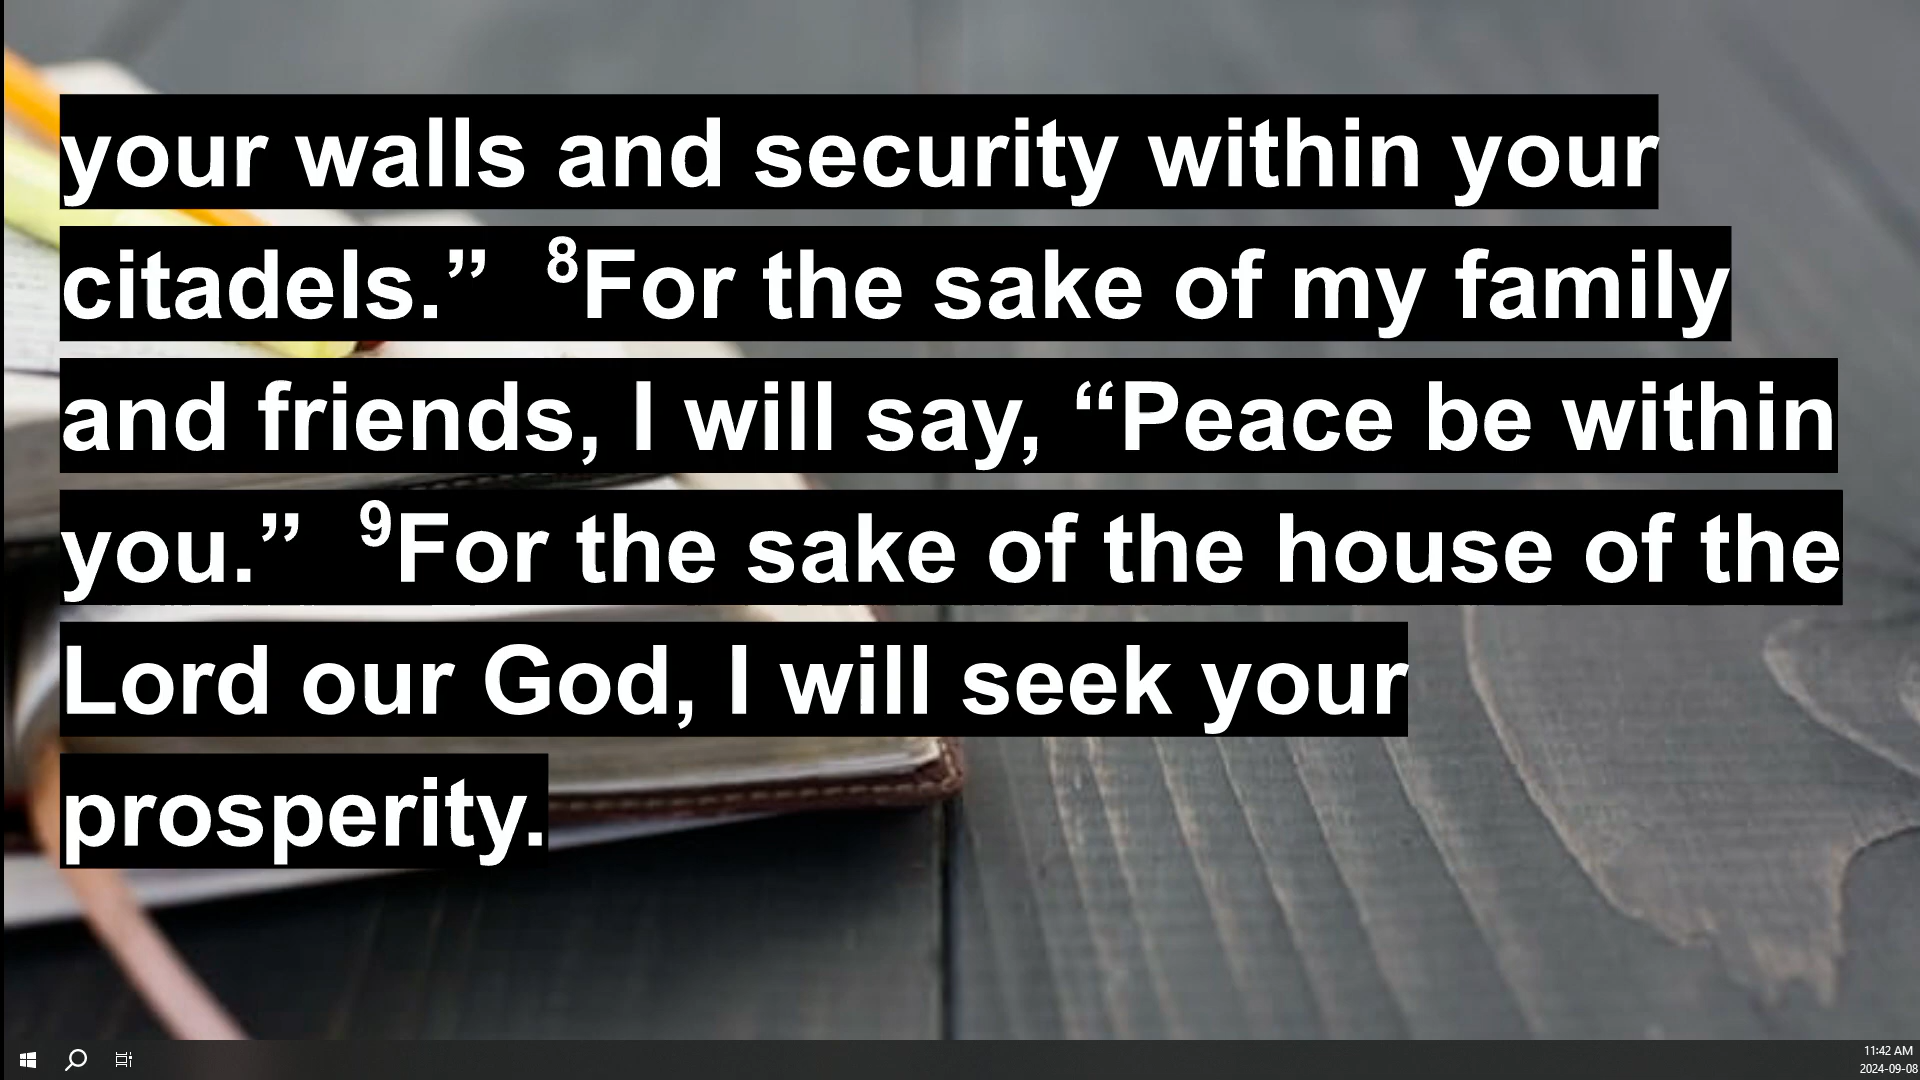 your walls and security within your
citadels.” ⁸For the sake of my family
and friends, I will say, “Peace be within
you.” ⁹For the sake of the house of the
Lord our God, I will seek your
prosperity.
11:42 AM
2024-09-08